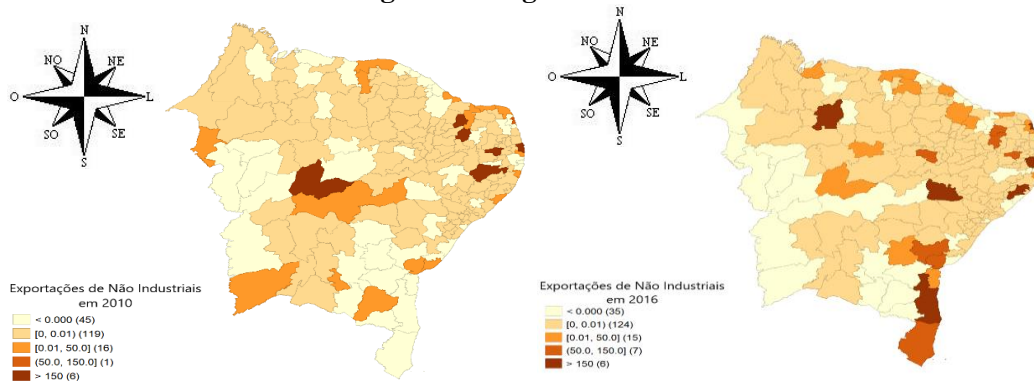 N
NO
NE
O
L
SO
SE
S
Exportações de Não Industriais
em 2010
< 0.000 (45)
[0, 0.01) (119)
[0.01, 50.0] (16)
(50.0, 150.0] (1)
> 150 (6)
N
NO
NE
O
L
SO
SE
S
Exportações de Não Industriais
em 2016
< 0.000 (35)
[0, 0.01) (124)
[0.01, 50.0] (15)
(50.0, 150.0] (7)
> 150 (6)